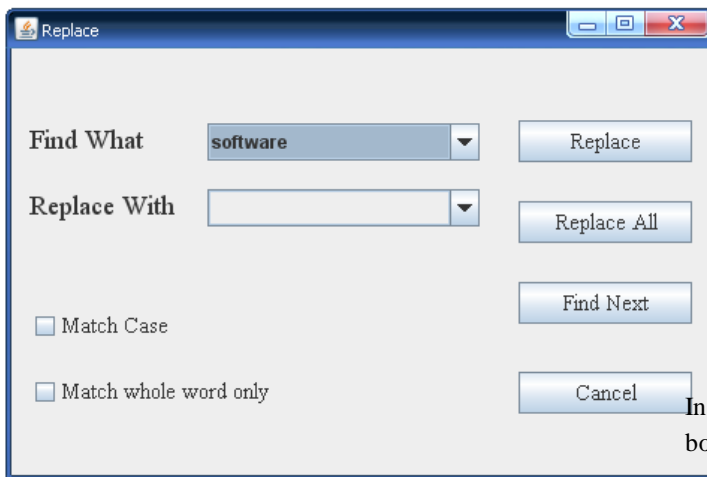 Replace
Find What software Replace
Replace With Replace All
Find Next
Match Case
Match whole word only Cancel
In